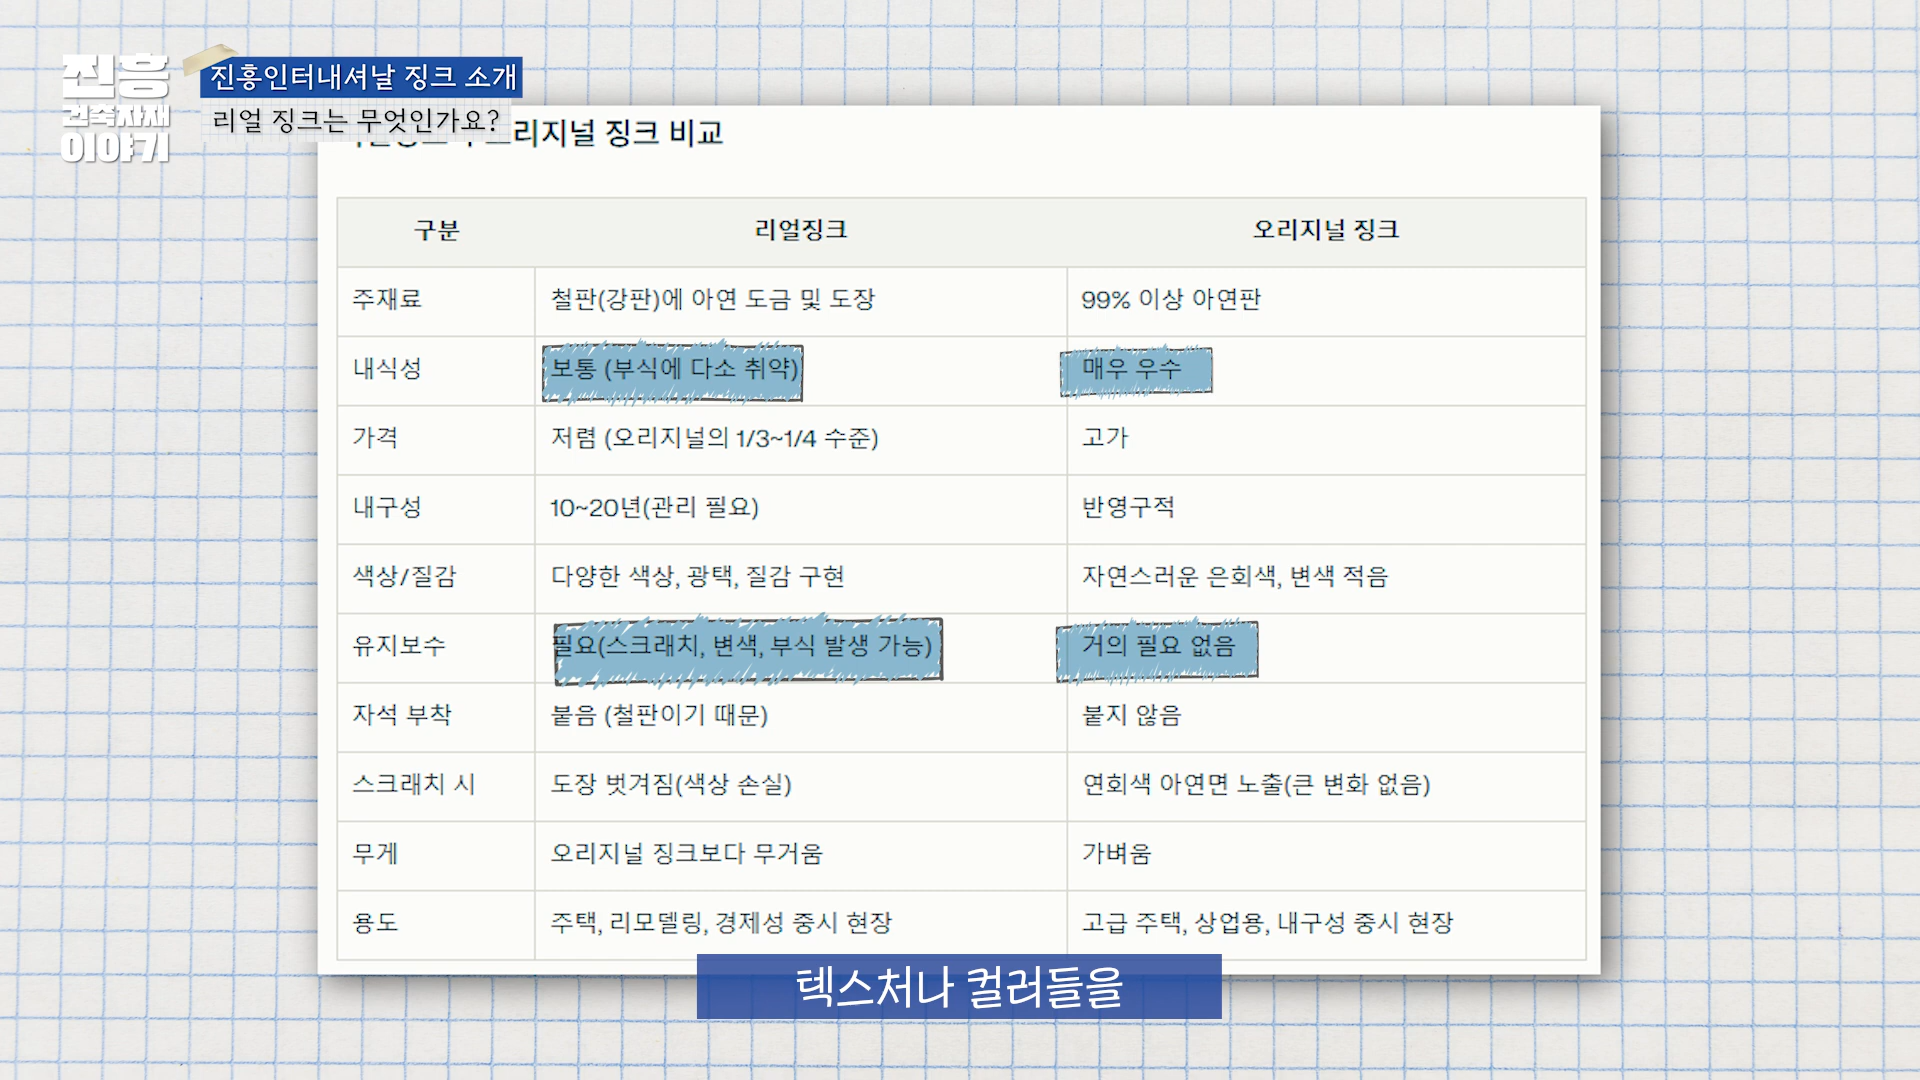 진흥
건축자재
이야기
진흥인터내셔날 징크 소개
리얼 징크는 무엇인가요?
오리지널 징크 비교
구분 리얼징크 오리지널 징크
주재료 철판(강판)에 아연 도금 및 도장 99% 이상 아연판
내식성 보통 (부식에 다소 취약) 매우 우수
가격 저렴 (오리지널의 1/3~1/4 수준) 고가
내구성 10~20년(관리 필요) 반영구적
색상/질감 다양한 색상, 광택, 질감 구현 자연스러운 은회색, 변색 적음
유지보수 필요(스크래치, 변색, 부식 발생 가능) 거의 필요 없음
자석 부착 붙음 (철판이기 때문) 붙지 않음
스크래치 시 도장 벗겨짐(색상 손실) 연회색 아연면 노출(큰 변화 없음)
무게 오리지널 징크보다 무거움 가벼움
용도 주택, 리모델링, 경제성 중시 현장 고급 주택, 상업용, 내구성 중시 현장
텍스처나 컬러들을